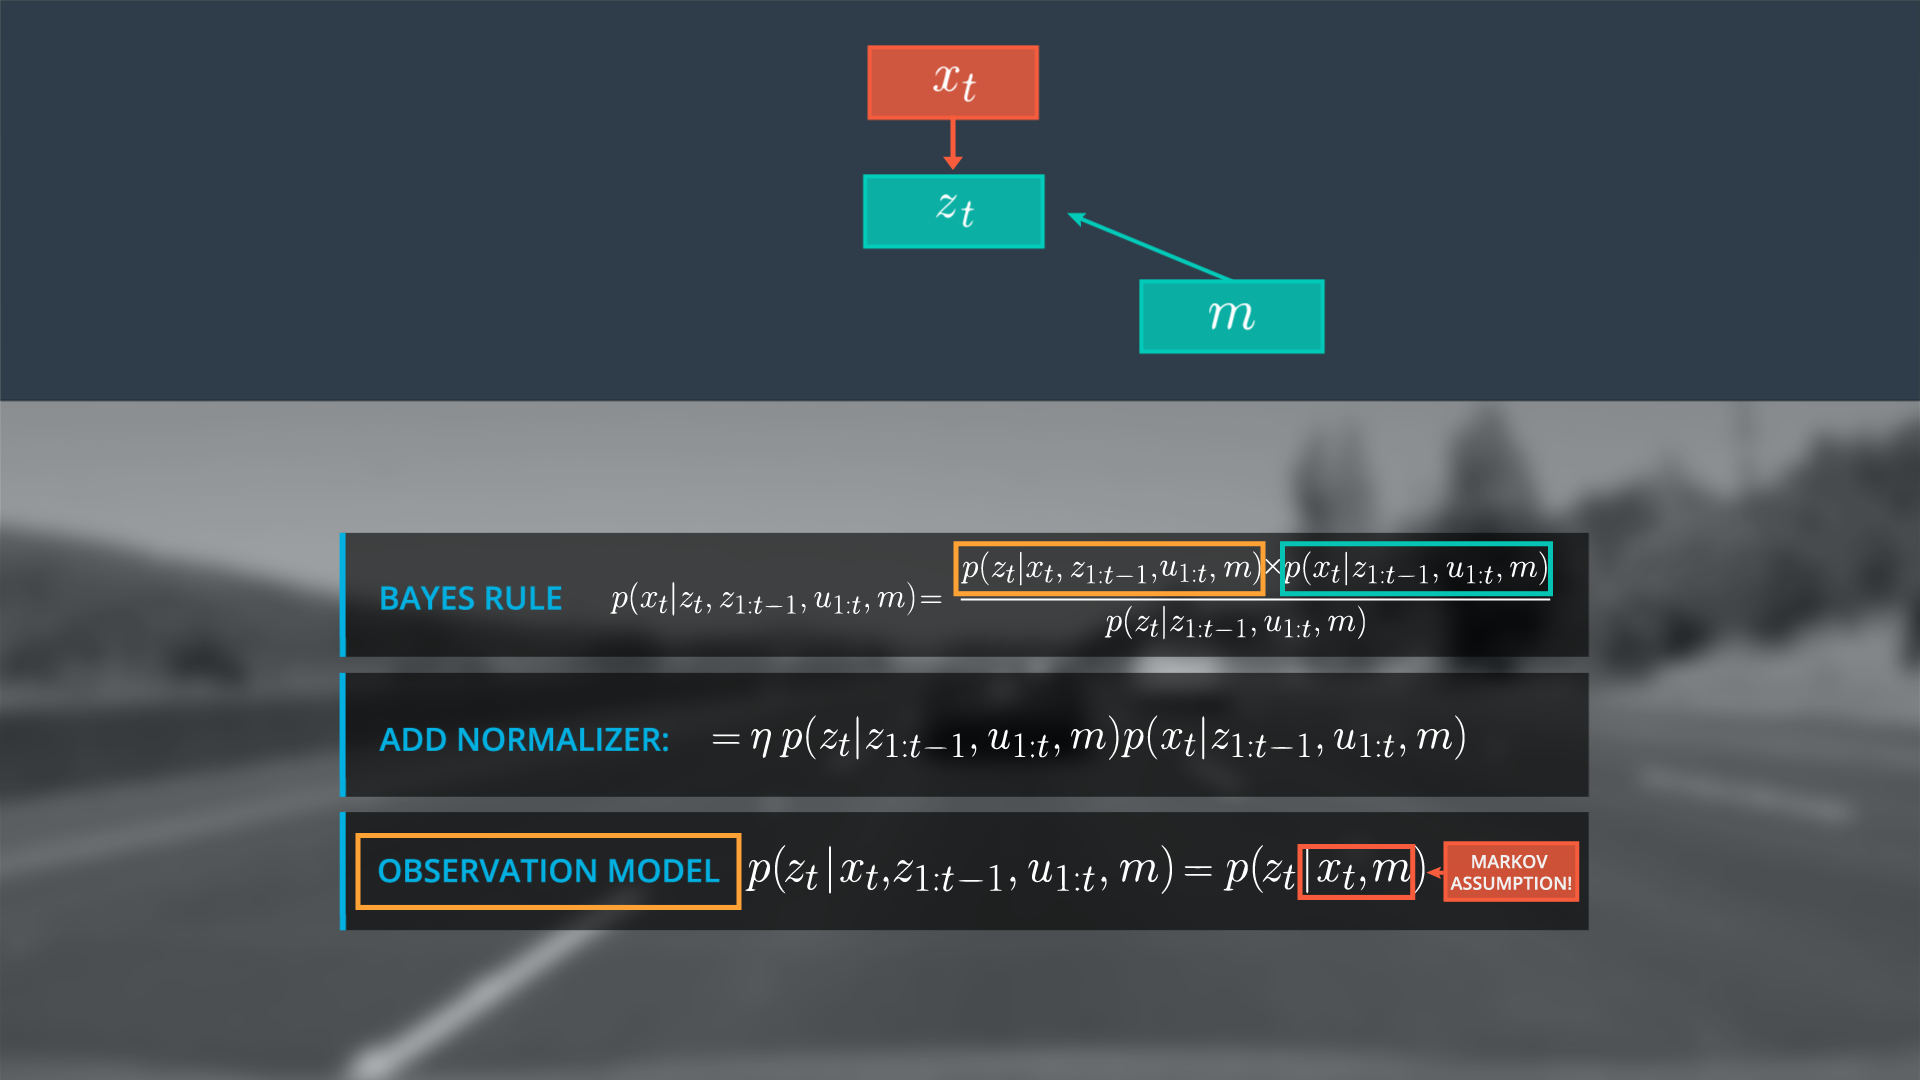 x_t
z_t
m
BAYES RULE p(x_t|z_t, z_{1:t−1}, u_{1:t}, m)= p(z_t|x_t, z_{1:t−1}, u_{1:t}, m)×p(x_t|z_{1:t−1}, u_{1:t}, m)
p(z_t|z_{1:t−1}, u_{1:t}, m)
ADD NORMALIZER: = η p(z_t|z_{1:t−1}, u_{1:t}, m)p(x_t|z_{1:t−1}, u_{1:t}, m)
OBSERVATION MODEL p(z_t|x_t,z_{1:t−1}, u_{1:t}, m) = p(z_t|x_t,m)
MARKOV
ASSUMPTION!